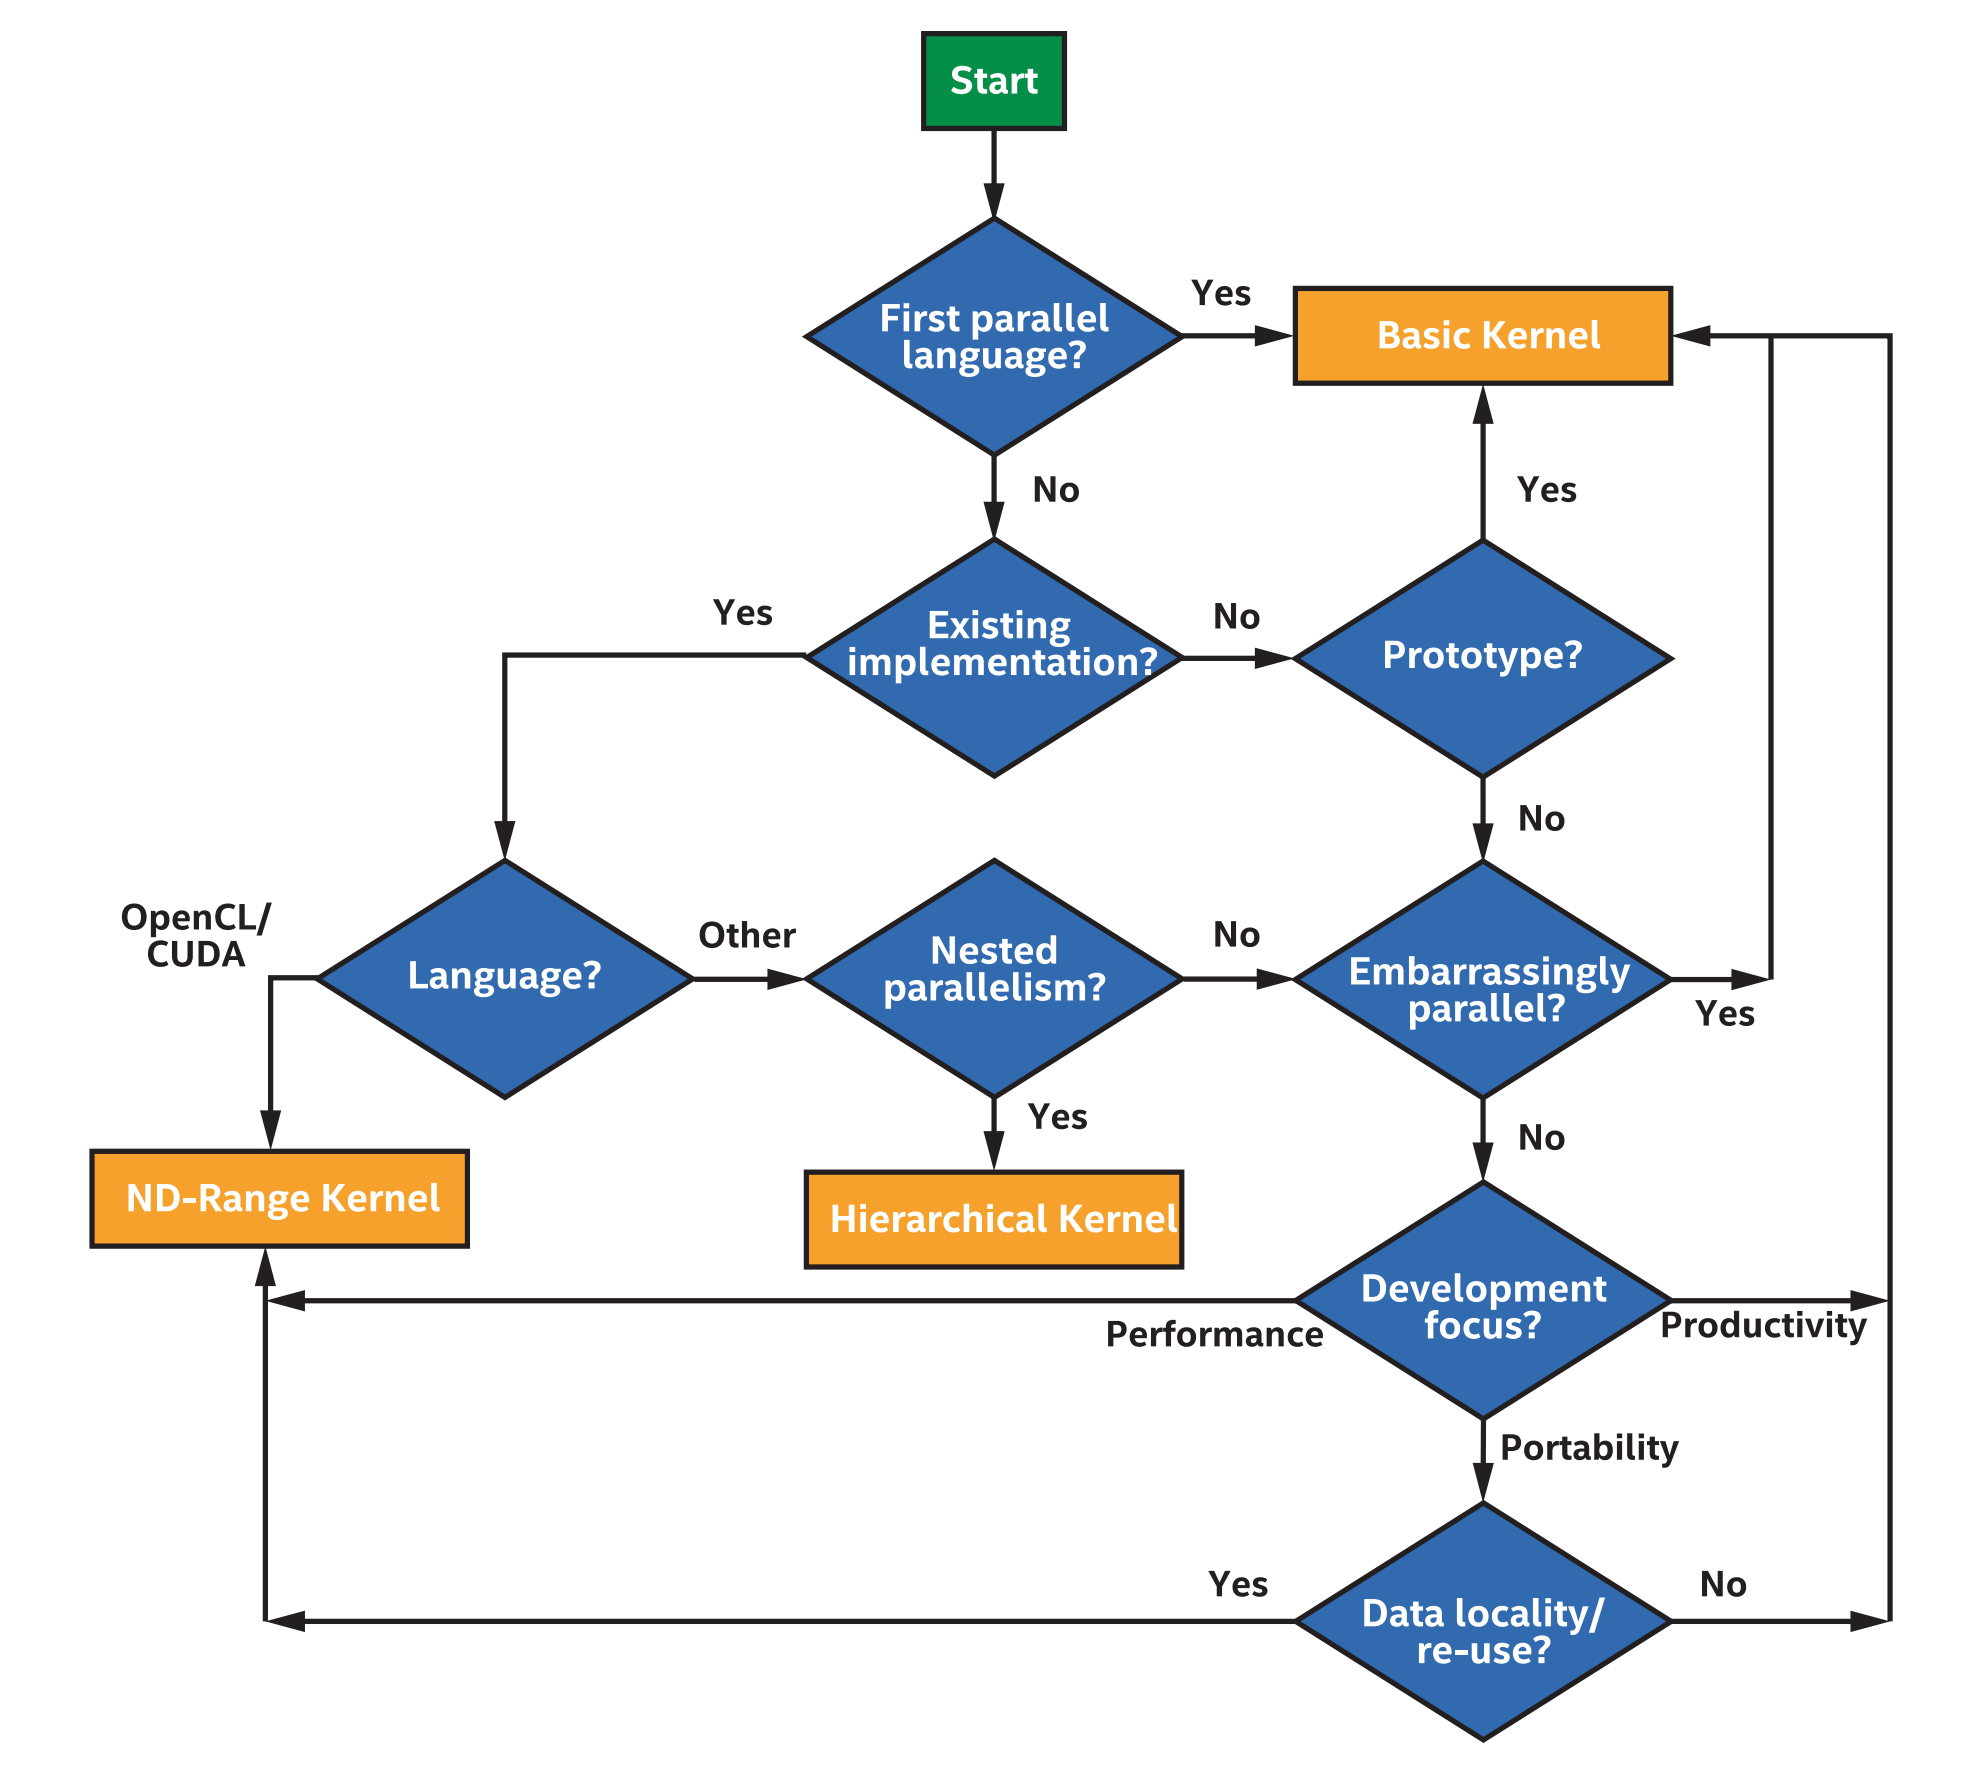 Start
First parallel
language?
Yes
Basic Kernel
No
Yes
Yes
Existing
implementation?
No
Prototype?
No
OpenCL/
CUDA
Language?
Other
Nested
parallelism?
No
Embarrassingly
parallel?
Yes
Yes
No
ND-Range Kernel
Hierarchical Kernel
Development
focus?
Performance
Productivity
Portability
Yes
Data locality/
re-use?
No